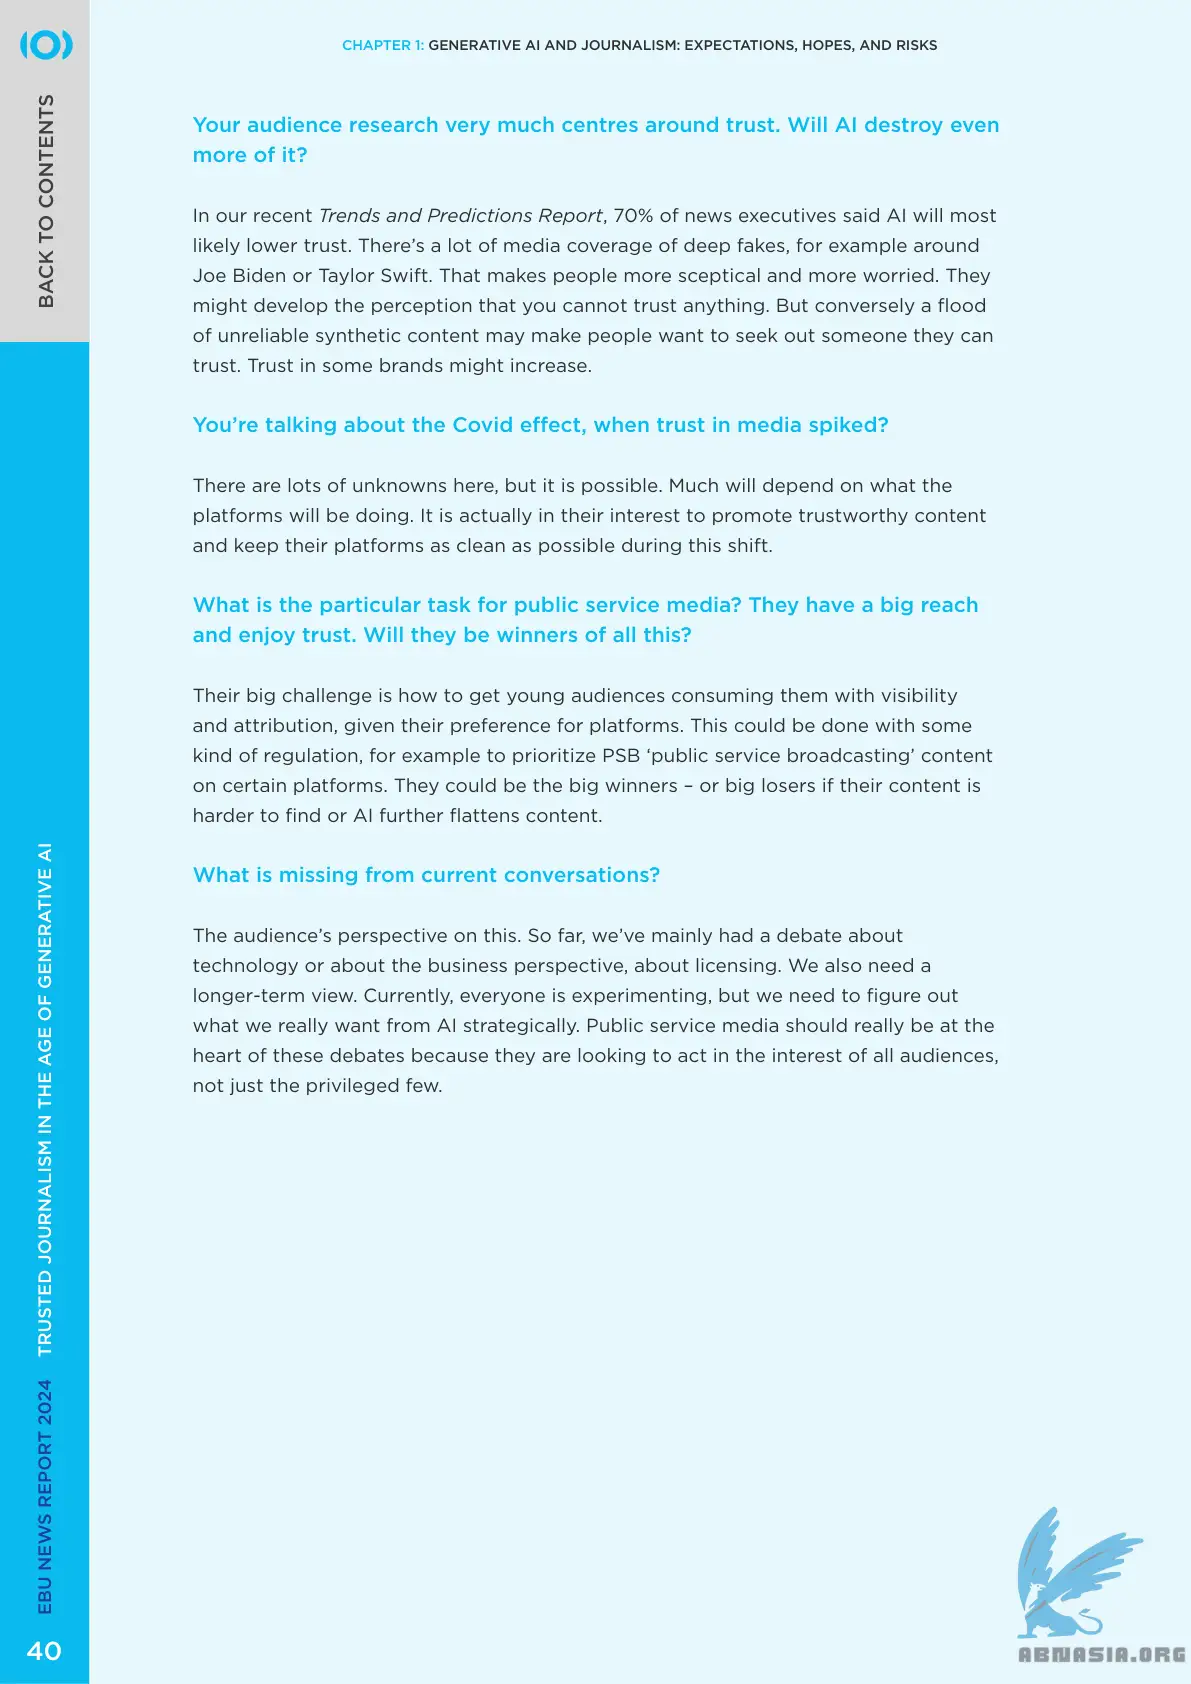 CHAPTER 1: GENERATIVE AI AND JOURNALISM: EXPECTATIONS, HOPES, AND RISKS
BACK TO CONTENTS
Your audience research very much centres around trust. Will AI destroy even
more of it?
In our recent Trends and Predictions Report, 70% of news executives said AI will most
likely lower trust. There’s a lot of media coverage of deep fakes, for example around
Joe Biden or Taylor Swift. That makes people more sceptical and more worried. They
might develop the perception that you cannot trust anything. But conversely a flood
of unreliable synthetic content may make people want to seek out someone they can
trust. Trust in some brands might increase.
You’re talking about the Covid effect, when trust in media spiked?
There are lots of unknowns here, but it is possible. Much will depend on what the
platforms will be doing. It is actually in their interest to promote trustworthy content
and keep their platforms as clean as possible during this shift.
What is the particular task for public service media? They have a big reach
and enjoy trust. Will they be winners of all this?
Their big challenge is how to get young audiences consuming them with visibility
and attribution, given their preference for platforms. This could be done with some
kind of regulation, for example to prioritize PSB ‘public service broadcasting’ content
on certain platforms. They could be the big winners – or big losers if their content is
harder to find or AI further flattens content.
What is missing from current conversations?
The audience’s perspective on this. So far, we’ve mainly had a debate about
technology or about the business perspective, about licensing. We also need a
longer-term view. Currently, everyone is experimenting, but we need to figure out
what we really want from AI strategically. Public service media should really be at the
heart of these debates because they are looking to act in the interest of all audiences,
not just the privileged few.
EBU NEWS REPORT 2024 TRUSTED JOURNALISM IN THE AGE OF GENERATIVE AI
40
ABNASIA.ORG